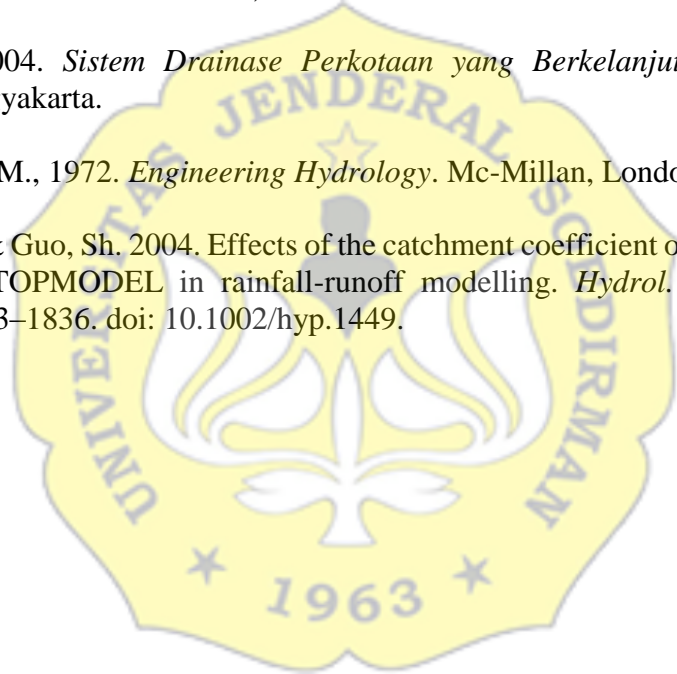 004. Sistem Drainase Perkotaan yang Berkelanju
yakarta.
M., 1972. Engineering Hydrology. Mc-Millan, Londo
Guo, Sh. 2004. Effects of the catchment coefficient o
TOPMODEL in rainfall-runoff modelling. Hydrol.
3–1836. doi: 10.1002/hyp.1449.
UNIVERSITAS JENDERAL SOEDIRMAN
1963